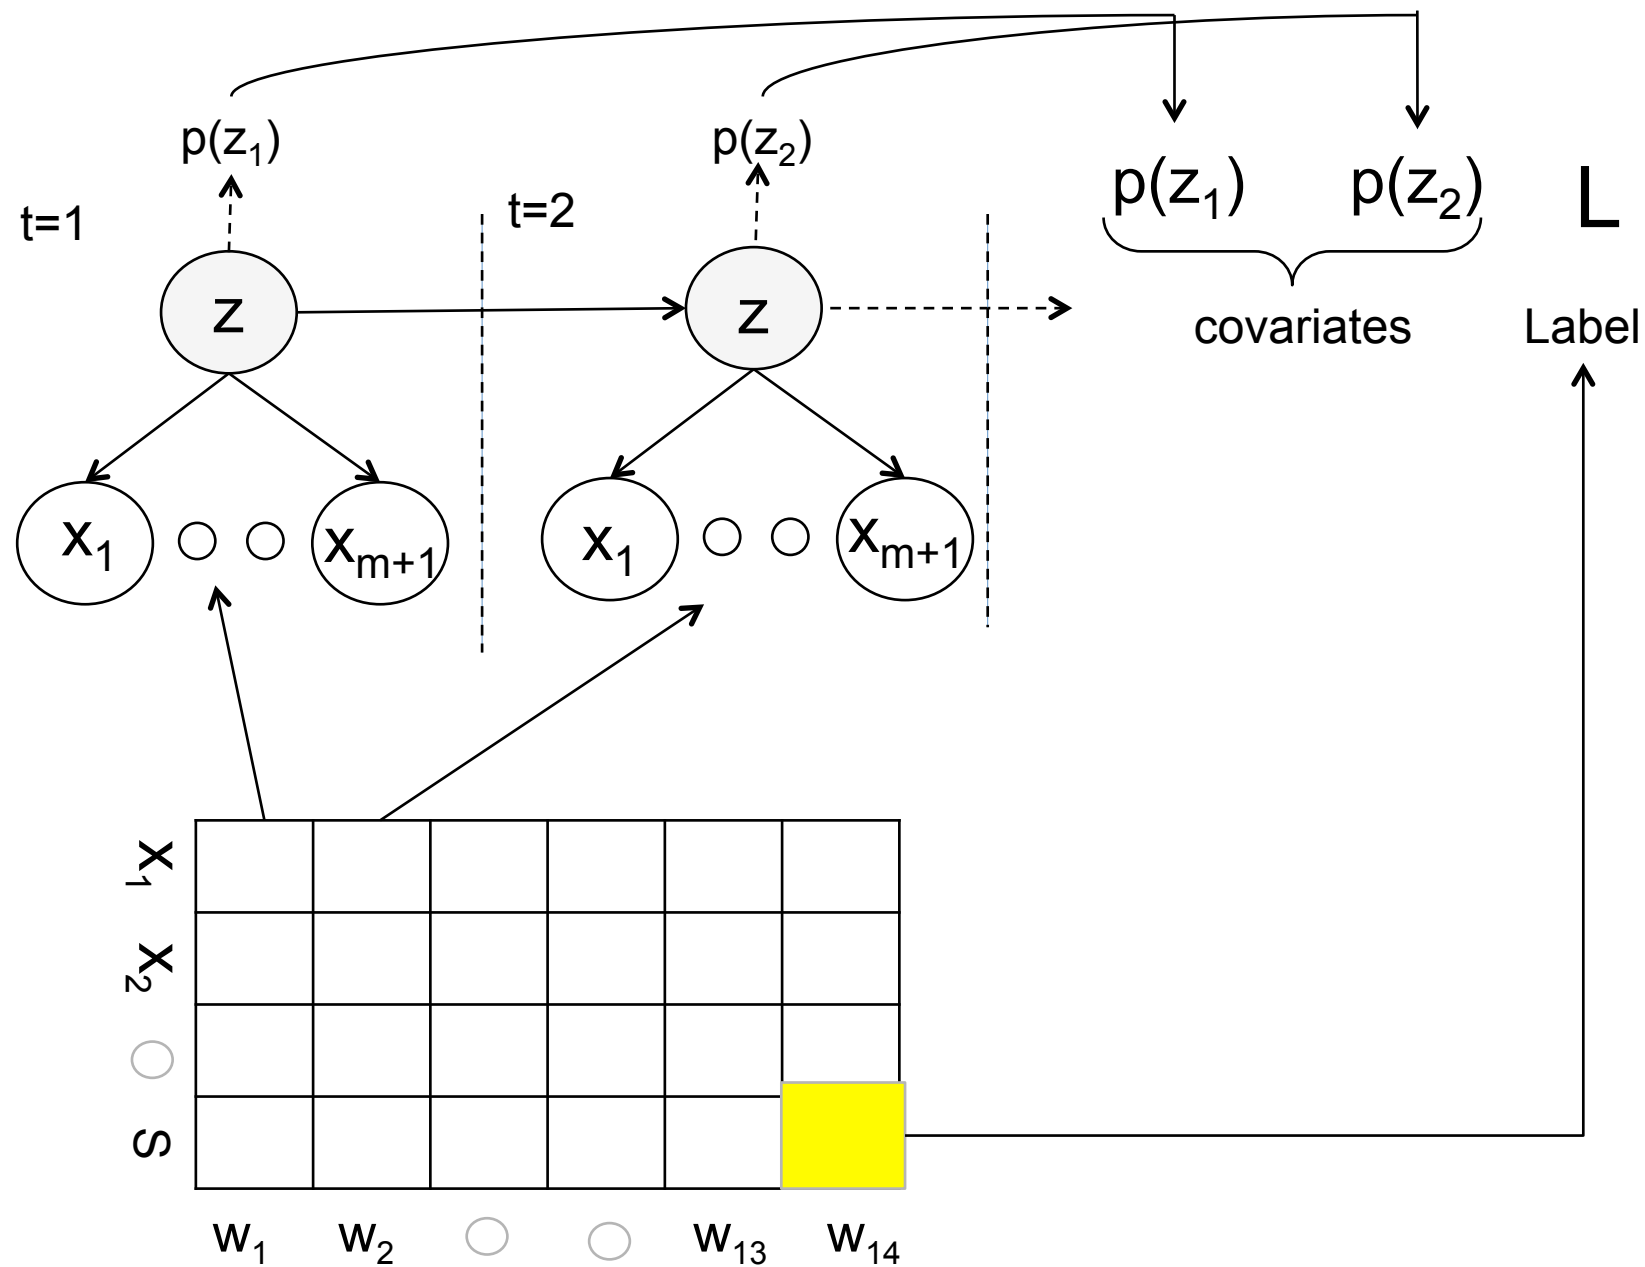 p(z₁) p(z₂)
p(z₁) p(z₂) L
t=1 t=2
z z
covariates Label
x₁ xₘ₊₁ x₁ xₘ₊₁
x₁
x₂
s
w₁ w₂ w₁₃ w₁₄